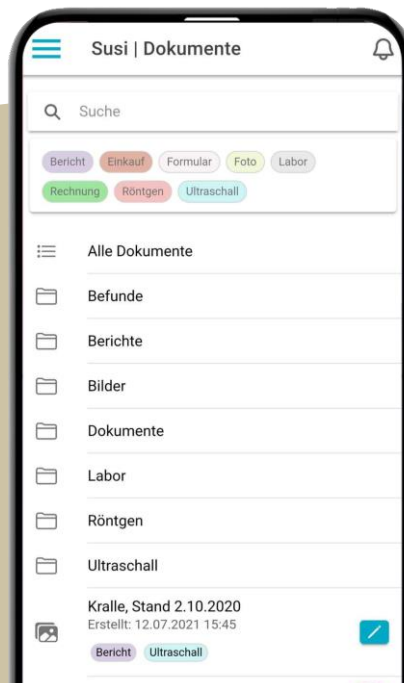 Susi | Dokumente
Suche
Bericht Einkauf Formular Foto Labor
Rechnung Röntgen Ultraschall
Alle Dokumente
Befunde
Berichte
Bilder
Dokumente
Labor
Röntgen
Ultraschall
Kralle, Stand 2.10.2020
Erstellt: 12.07.2021 15:45
Bericht Ultraschall